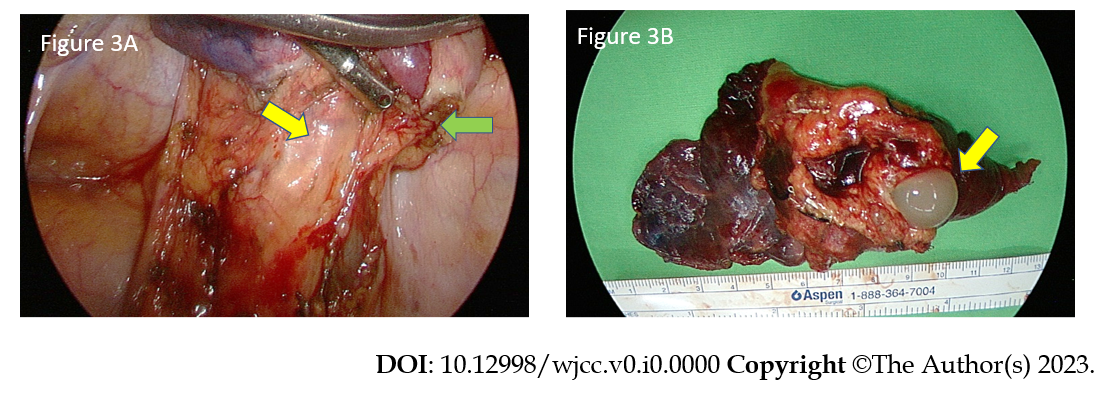 Figure 3A
Figure 3B
Aspen 1-888-364-7004
DOI: 10.12998/wjcc.v0.i0.0000 Copyright ©The Author(s) 2023.